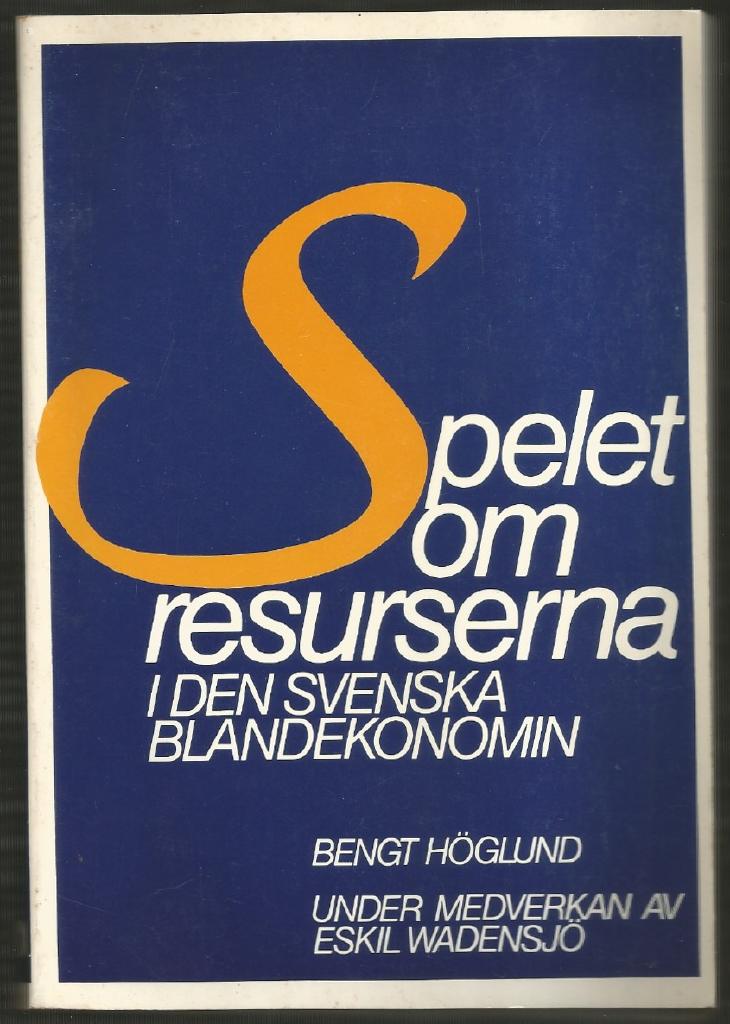 Spelet
om
resurserna
I DEN SVENSKA
BLANDEKONOMIN
BENGT HÖGLUND
UNDER MEDVERKAN AV
ESKIL WADENSJÖ